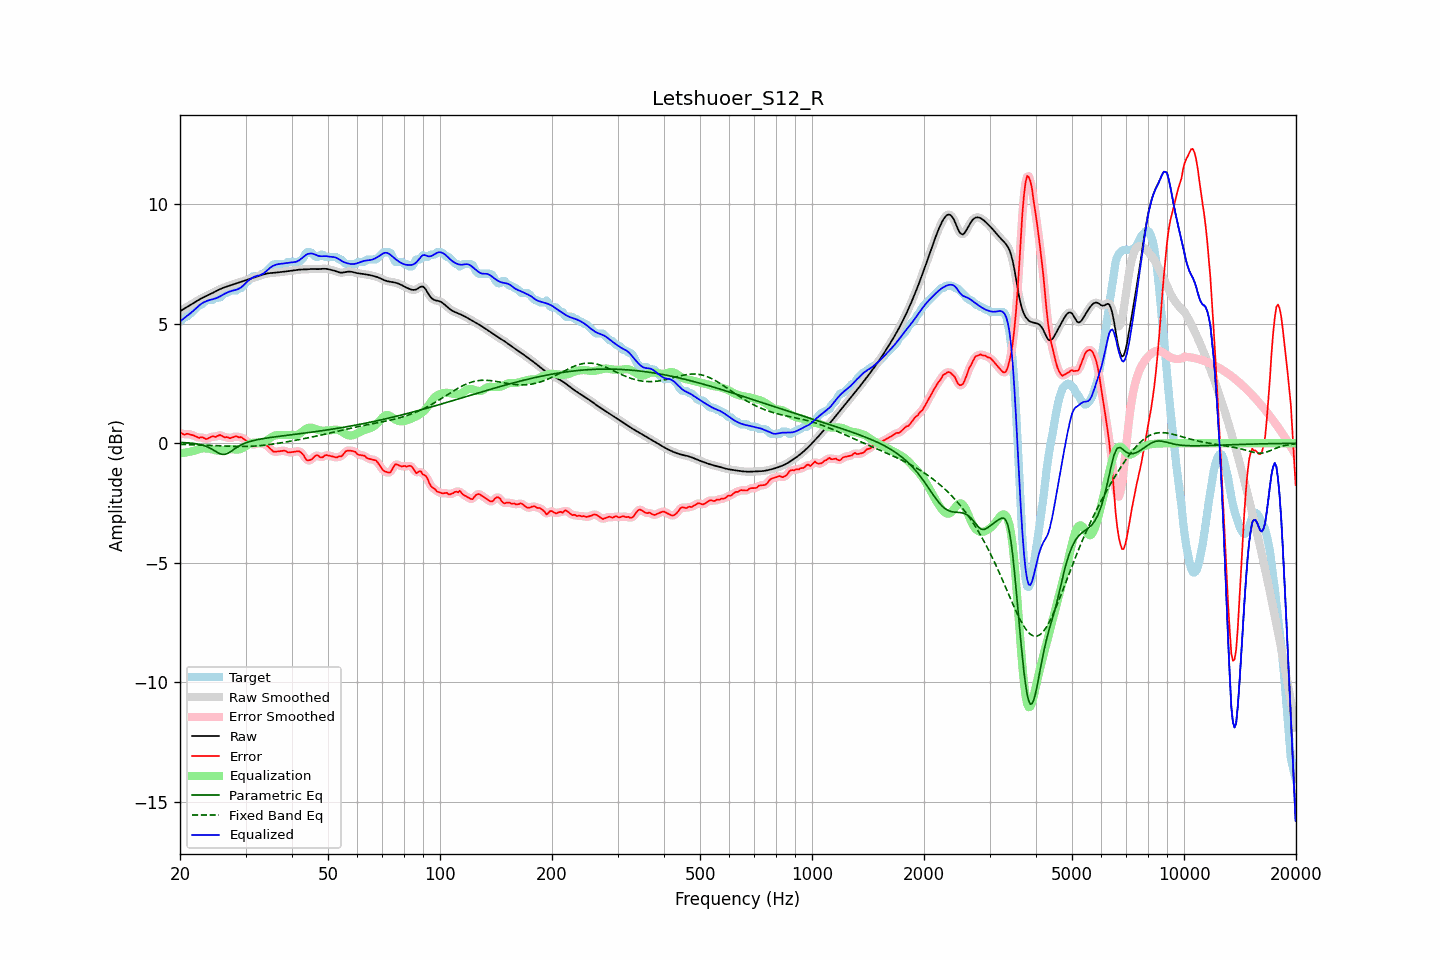 Letshuoer_S12_R
Amplitude (dBr)
10
5
0
−5
−10
−15
Target
Raw Smoothed
Error Smoothed
Raw
Error
Equalization
Parametric Eq
Fixed Band Eq
Equalized
20 50 100 200 500 1000 2000 5000 10000 20000
Frequency (Hz)